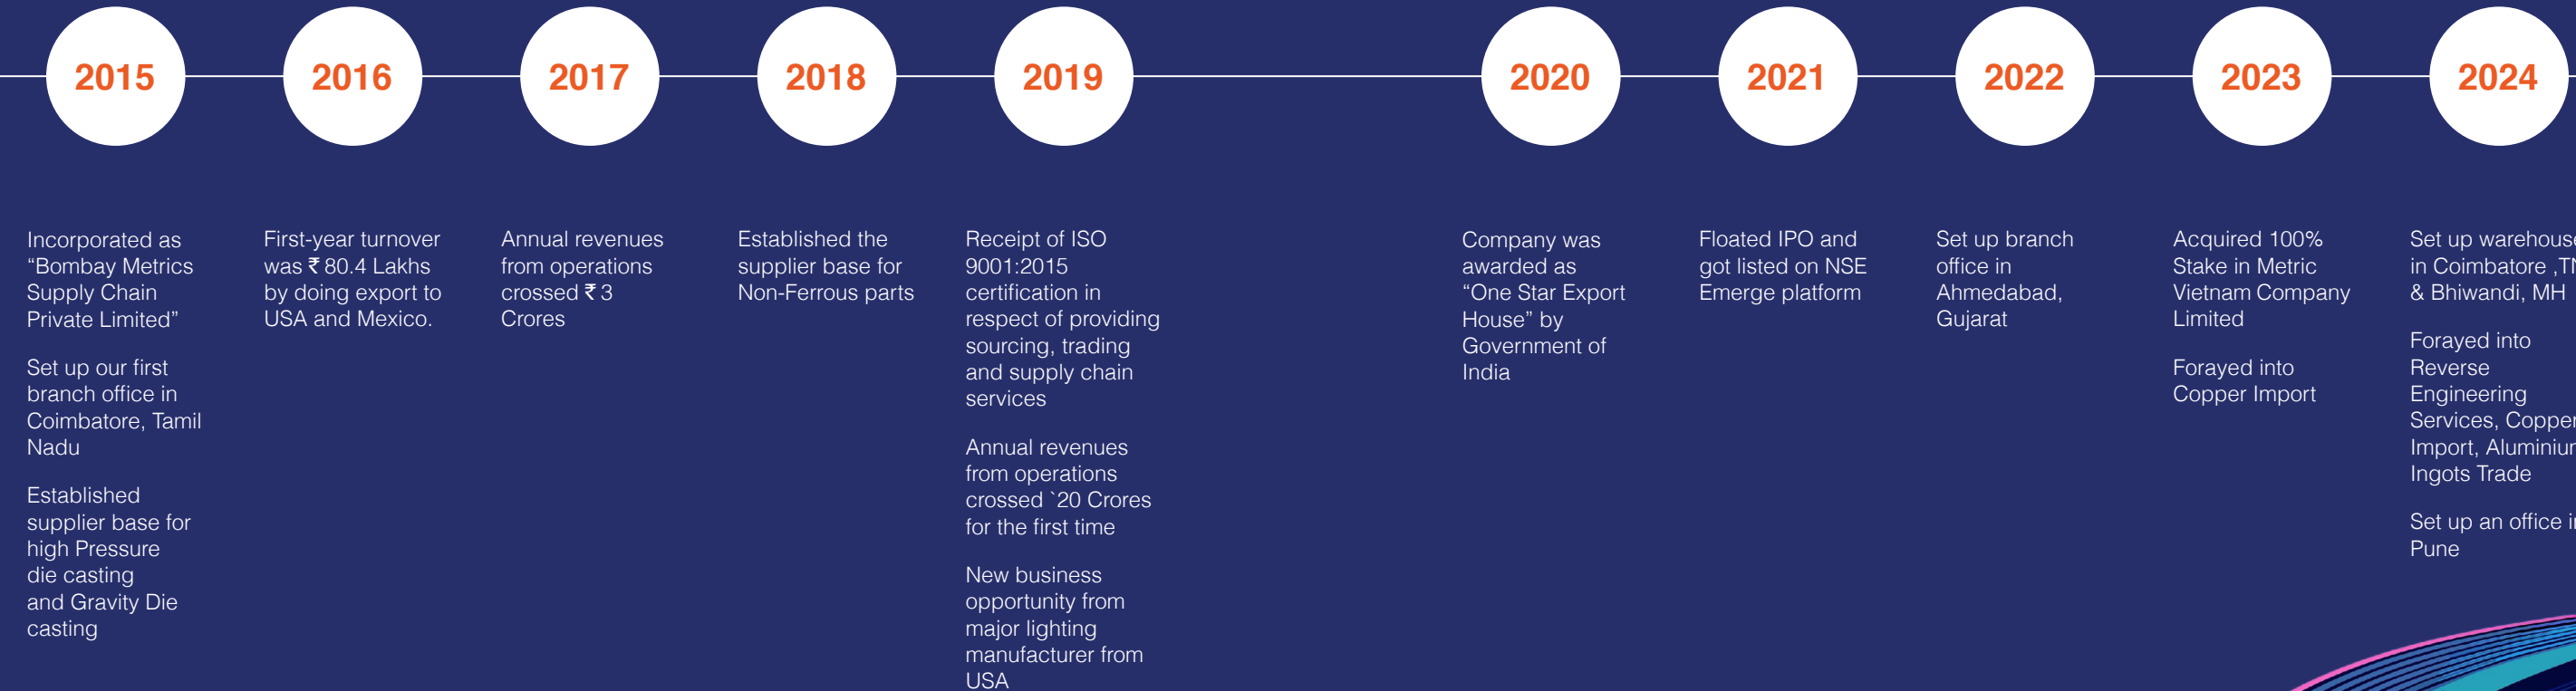 2015
2016
2017
2018
2019
2020
2021
2022
2023
2024
Incorporated as
“Bombay Metrics
Supply Chain
Private Limited”
Set up our first
branch office in
Coimbatore, Tamil
Nadu
Established
supplier base for
high Pressure
die casting
and Gravity Die
casting
First-year turnover
was ₹ 80.4 Lakhs
by doing export to
USA and Mexico.
Annual revenues
from operations
crossed ₹ 3
Crores
Established the
supplier base for
Non-Ferrous parts
Receipt of ISO
9001:2015
certification in
respect of providing
sourcing, trading
and supply chain
services
Annual revenues
from operations
crossed `20 Crores
for the first time
New business
opportunity from
major lighting
manufacturer from
USA
Company was
awarded as
“One Star Export
House” by
Government of
India
Floated IPO and
got listed on NSE
Emerge platform
Set up branch
office in
Ahmedabad,
Gujarat
Acquired 100%
Stake in Metric
Vietnam Company
Limited
Forayed into
Copper Import
Set up warehouse
in Coimbatore ,TN
& Bhiwandi, MH
Forayed into
Reverse
Engineering
Services, Copper
Import, Aluminium
Ingots Trade
Set up an office in
Pune